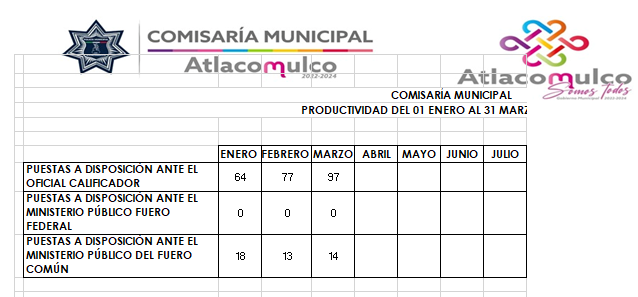 COMISARÍA MUNICIPAL
Atlacomulco
2022-2024
Atlacomulco
Somos Todos
Gobierno Municipal 2022-2024
COMISARÍA MUNICIPAL
PRODUCTIVIDAD DEL 01 ENERO AL 31 MARZ
ENERO FEBRERO MARZO ABRIL MAYO JUNIO JULIO
PUESTAS A DISPOSICIÓN ANTE EL
OFICIAL CALIFICADOR 64 77 97
PUESTAS A DISPOSICIÓN ANTE EL
MINISTERIO PÚBLICO FUERO
FEDERAL 0 0 0
PUESTAS A DISPOSICIÓN ANTE EL
MINISTERIO PÚBLICO DEL FUERO
COMÚN 18 13 14